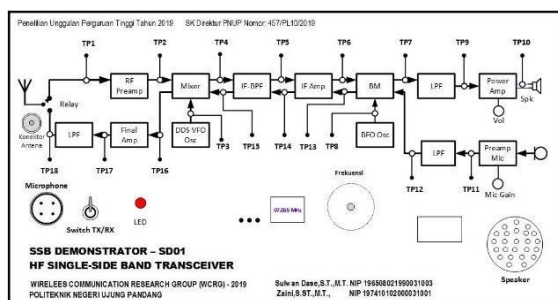 Penelitian Unggulan Perguruan Tinggi Tahun 2019 SK Direktur PNUP Nomor: 457/PL10/2019
TP1 TP2 TP4 TP5 TP6 TP7 TP9 TP10
RF Preamp
Mixer
IF-BPF
IF Amp
BM
LPF
Power Amp
Spk
Relay
Vol
Konektor Antena
LPF
Final Amp
DDS VFO Osc
BFO Osc
LPF
Preamp Mic
TP3 TP15 TP14 TP13 TP8
TP18 TP17 TP16
TP12 TP11
Mic Gain
Microphone
Switch TX/RX
LED
Frekuensi
Speaker
SSB DEMONSTRATOR – SD01
HF SINGLE-SIDE BAND TRANSCEIVER
WIRELEES COMMUNICATION RESEARCH GROUP (WCRG) - 2019
POLITEKNIK NEGERI UJUNG PANDANG
Sulwan Dase,S.T.,M.T. NIP 196508021990031003
Zaini,S.ST.,M.T., NIP 197410102000031001